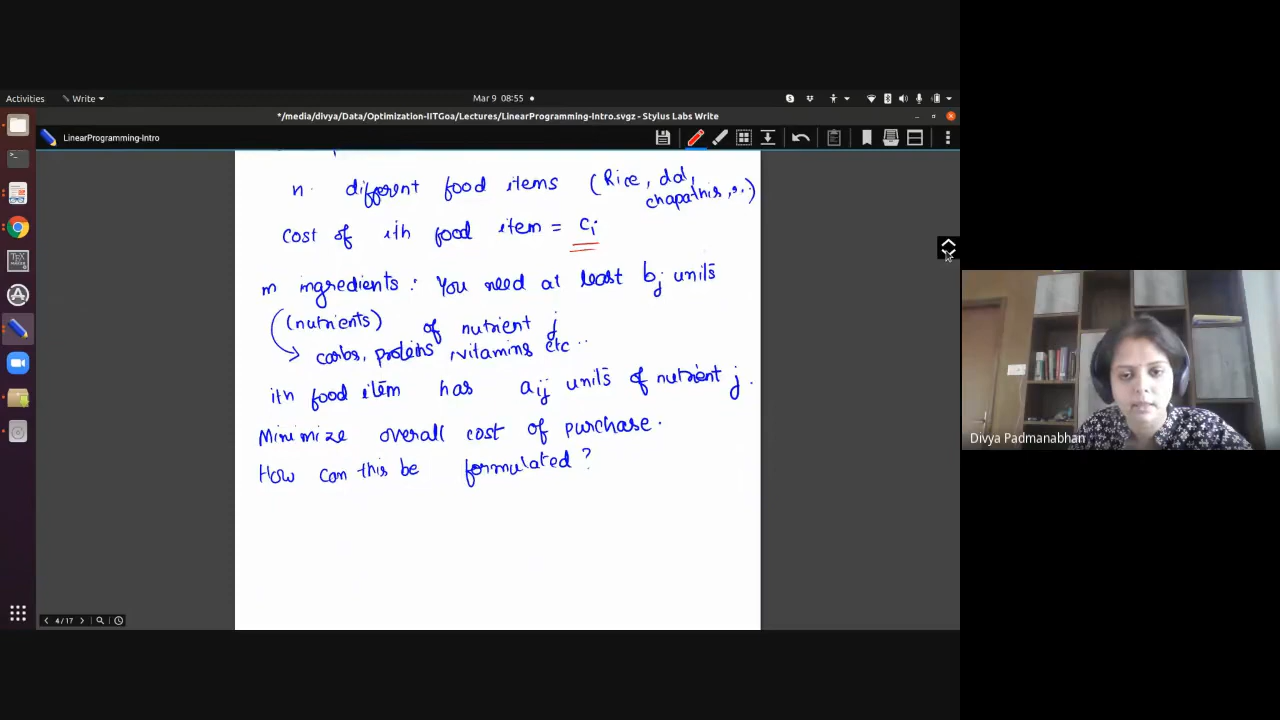 Activities
Write
Mar 9 08:55
*/media/divya/Data/Optimization-IITGoa/Lectures/LinearProgramming-Intro.svgz - Stylus Labs Write
LinearProgramming-Intro
n different food items (Rice, dal,
chapathis, ...)
Cost of ith food item = ci
m ingredients : You need at least bj units
(nutrients) of nutrient j
carbs, proteins, vitamins etc ..
ith food item has aij units of nutrient j.
Minimize overall cost of purchase.
How can this be formulated ?
4/17
Divya Padmanabhan